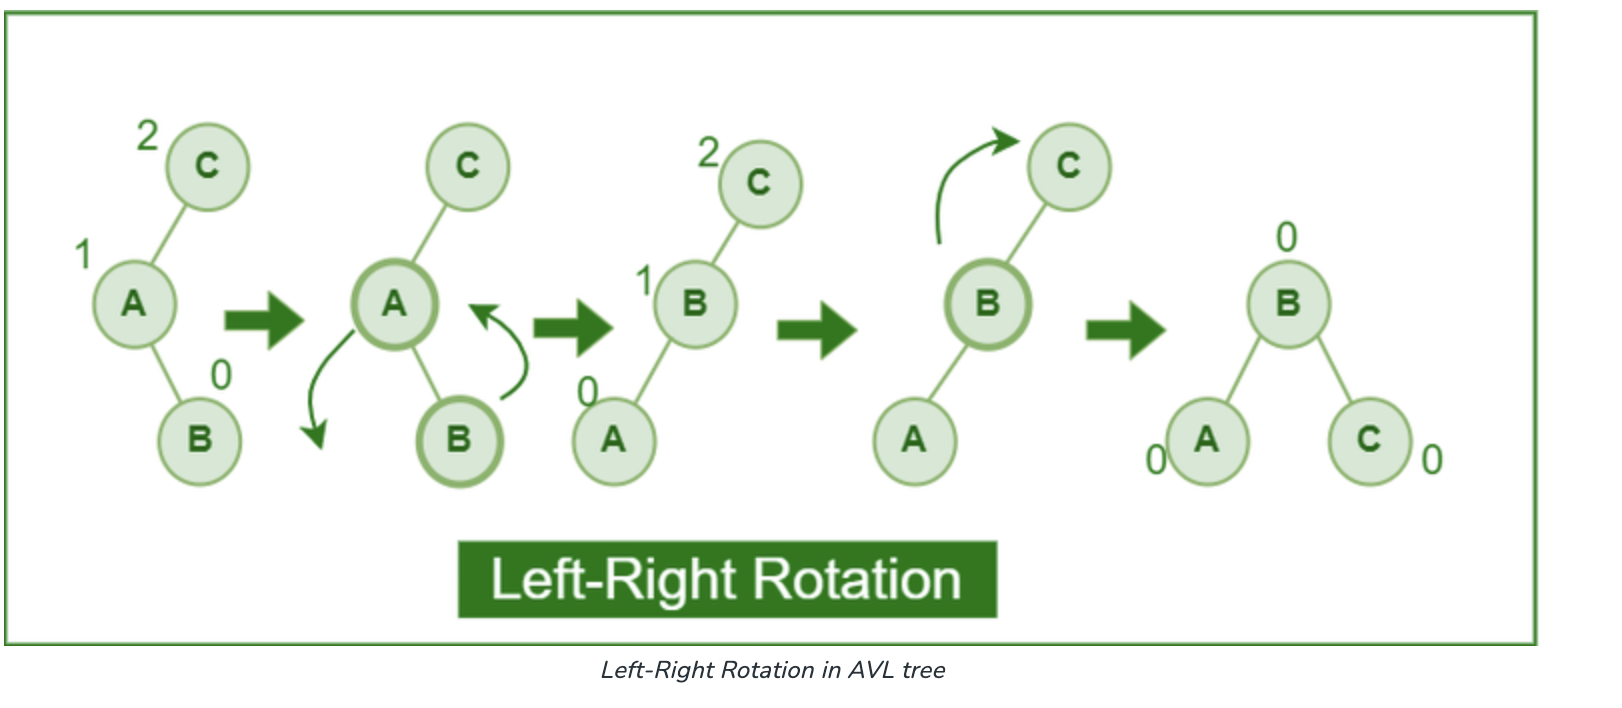 2 C
1 A
0
B
C
A
B
2 C
1 B
0
A
C
B
A
0
B
0 A
C 0
Left-Right Rotation
Left-Right Rotation in AVL tree